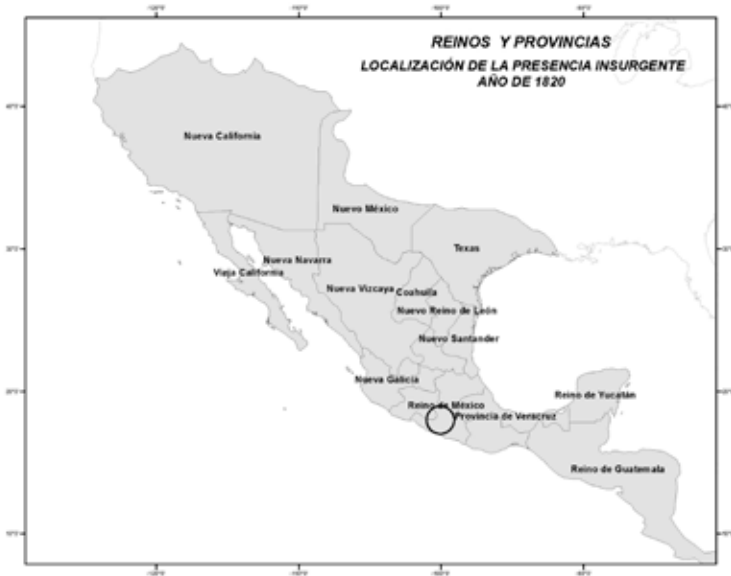 REINOS Y PROVINCIAS
LOCALIZACIÓN DE LA PRESENCIA INSURGENTE
AÑO DE 1820
Nueva California
Nuevo México
Texas
Nueva Navarra
Vieja California
Nueva Vizcaya
Coahuila
Nuevo Reino de León
Nuevo Santander
Nueva Galicia
Reino de México
Reino de Yucatán
Provincia de Veracruz
Reino de Guatemala